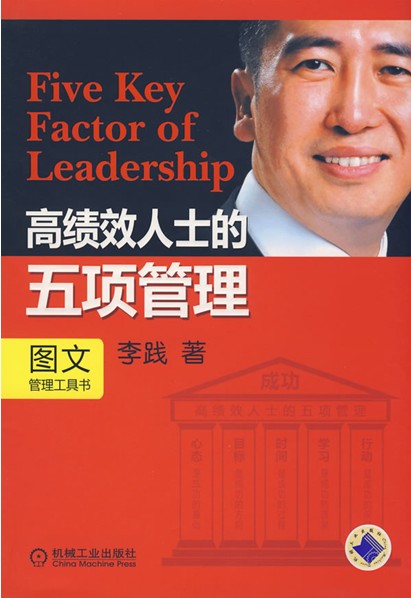 Five Key
Factor of
Leadership
高绩效人士的
五项管理
图文
管理工具书
李践 著
成功
高绩效人士的五项管理
心态
目标
时间
学习
行动
机械工业出版社
China Machine Press